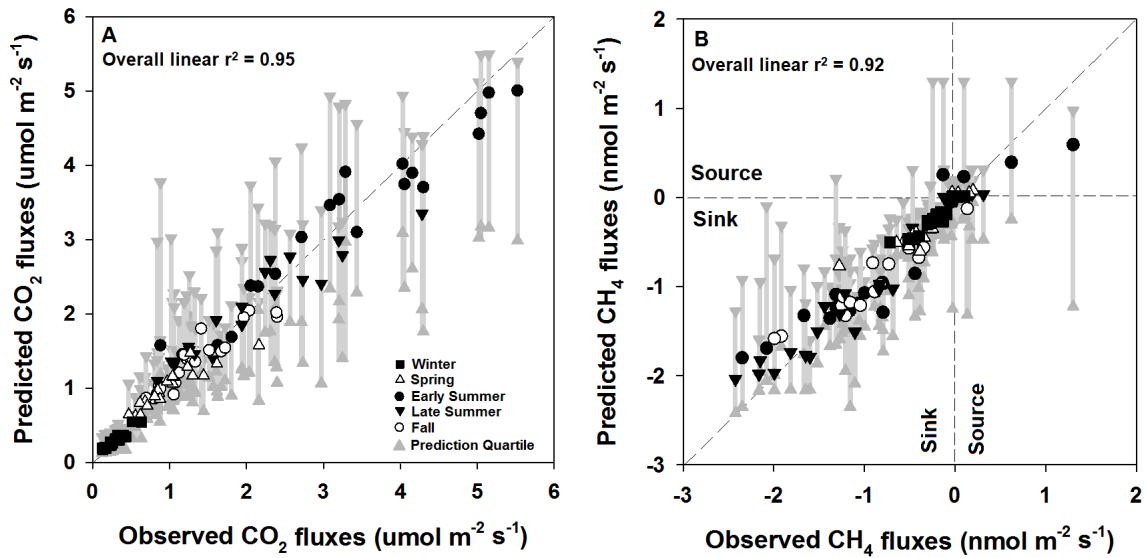 A
Overall linear r² = 0.95
Predicted CO₂ fluxes (umol m⁻² s⁻¹)
6
5
4
3
2
1
0
Winter
Spring
Early Summer
Late Summer
Fall
Prediction Quartile
0 1 2 3 4 5 6
Observed CO₂ fluxes (umol m⁻² s⁻¹)
B
Overall linear r² = 0.92
Predicted CH₄ fluxes (nmol m⁻² s⁻¹)
2
1
0
-1
-2
-3
Source
Sink
Sink
Source
-3 -2 -1 0 1 2
Observed CH₄ fluxes (nmol m⁻² s⁻¹)